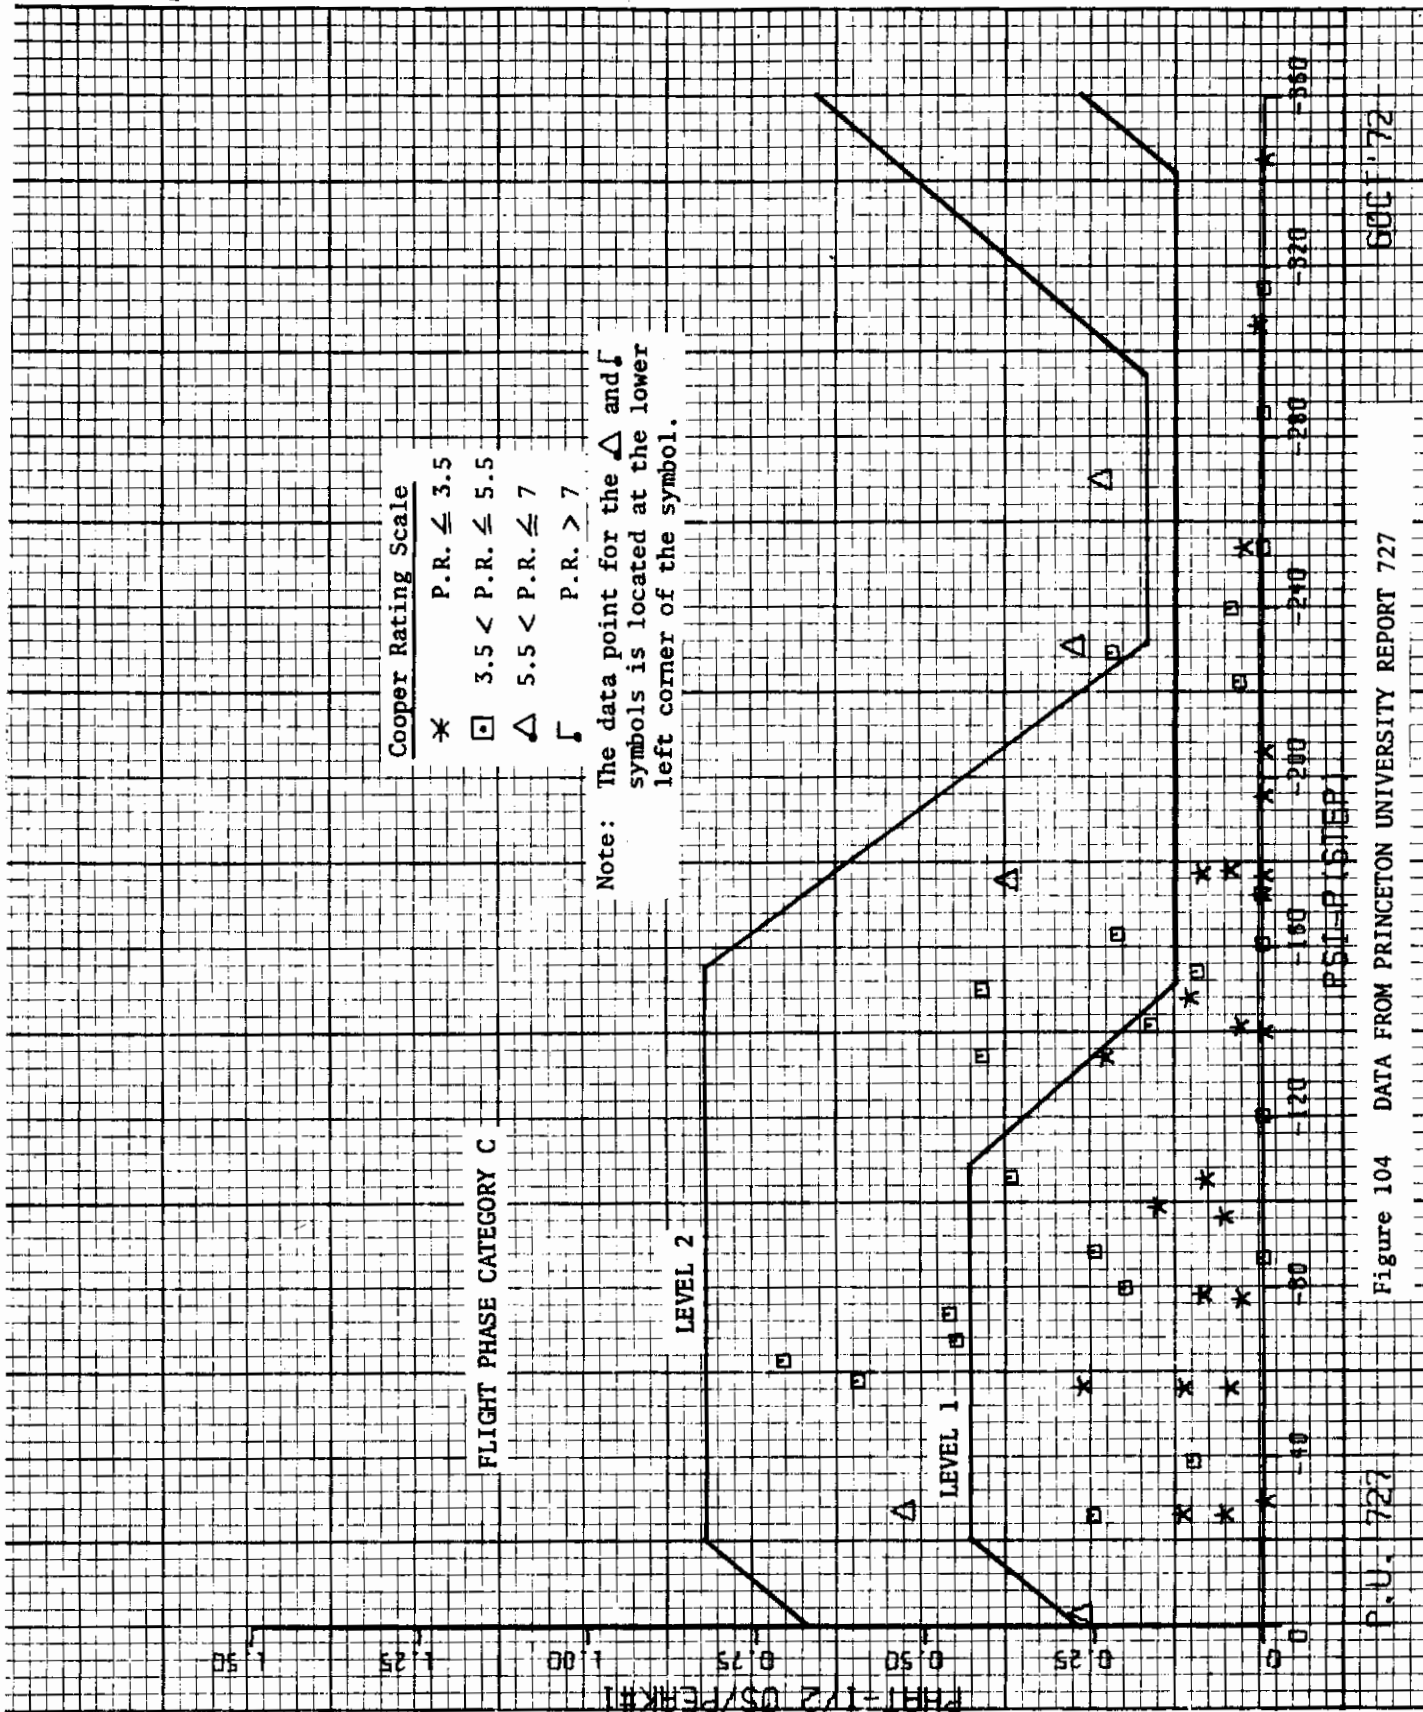 FLIGHT PHASE CATEGORY C
Cooper Rating Scale
P.R. ≤ 3.5
3.5 < P.R. ≤ 5.5
5.5 < P.R. ≤ 7
P.R. > 7
Note: The data point for the △ and
symbols is located at the lower
left corner of the symbol.
LEVEL 2
LEVEL 1
1.50
1.25
1.00
0.75
0.50
0.25
0
0
-40
-80
-120
-160
-200
-240
-280
-320
-360
PSI-P(STEP)
P.U. 727
Figure 104 DATA FROM PRINCETON UNIVERSITY REPORT 727